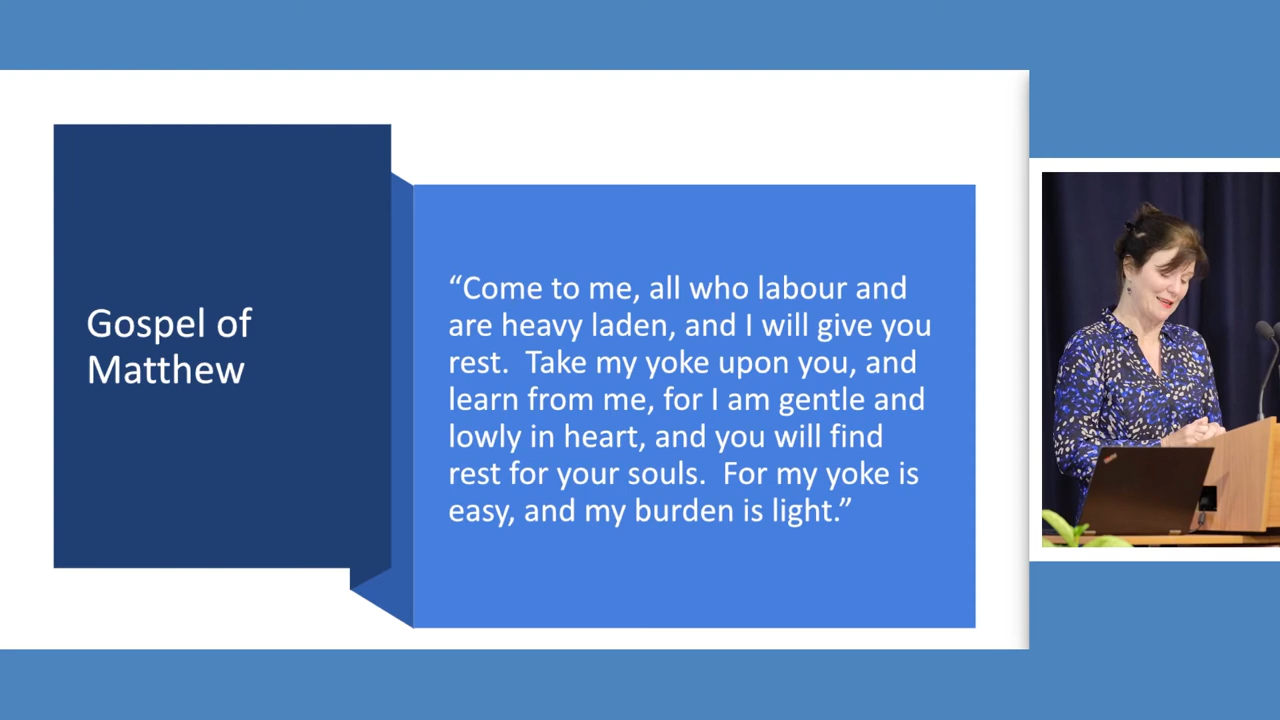 Gospel of
Matthew
“Come to me, all who labour and
are heavy laden, and I will give you
rest.  Take my yoke upon you, and
learn from me, for I am gentle and
lowly in heart, and you will find
rest for your souls.  For my yoke is
easy, and my burden is light.”